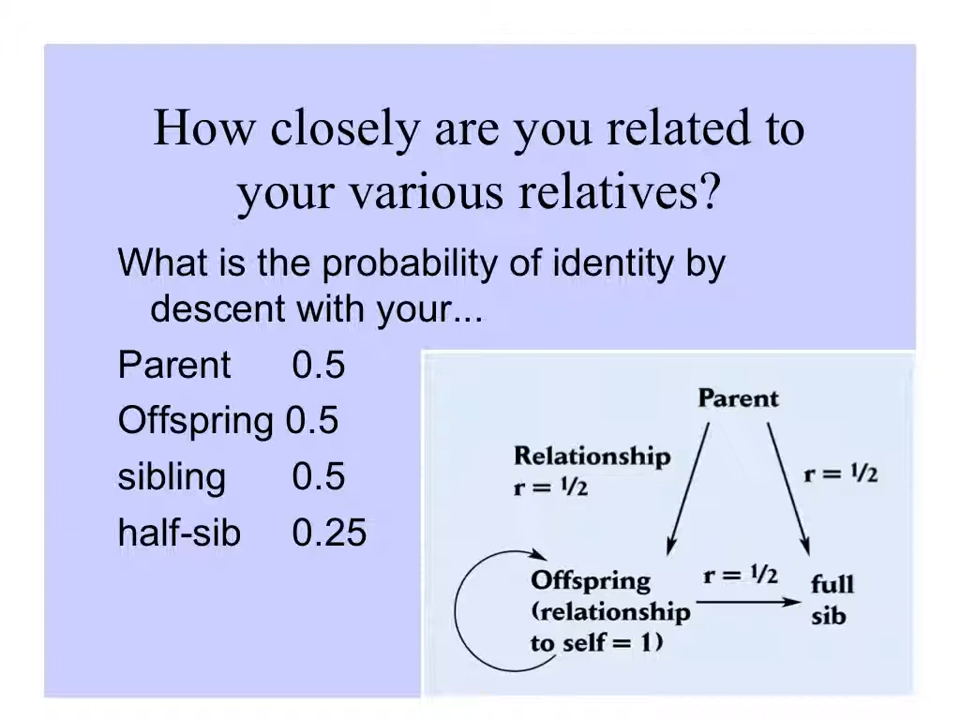 How closely are you related to
your various relatives?
What is the probability of identity by
descent with your...
Parent 0.5
Offspring 0.5
sibling 0.5
half-sib 0.25
Parent
Relationship
r = 1/2
r = 1/2
Offspring
(relationship
to self = 1)
r = 1/2
full
sib